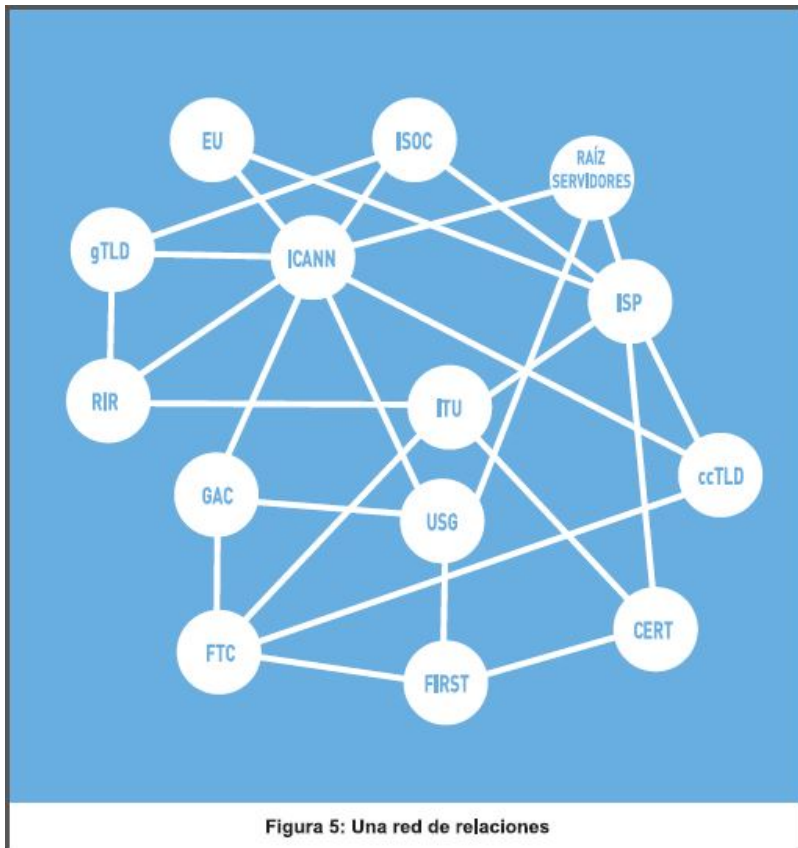 EU
ISOC
RAÍZ
SERVIDORES
gTLD
ICANN
ISP
RIR
ITU
ccTLD
GAC
USG
CERT
FTC
FIRST
Figura 5: Una red de relaciones